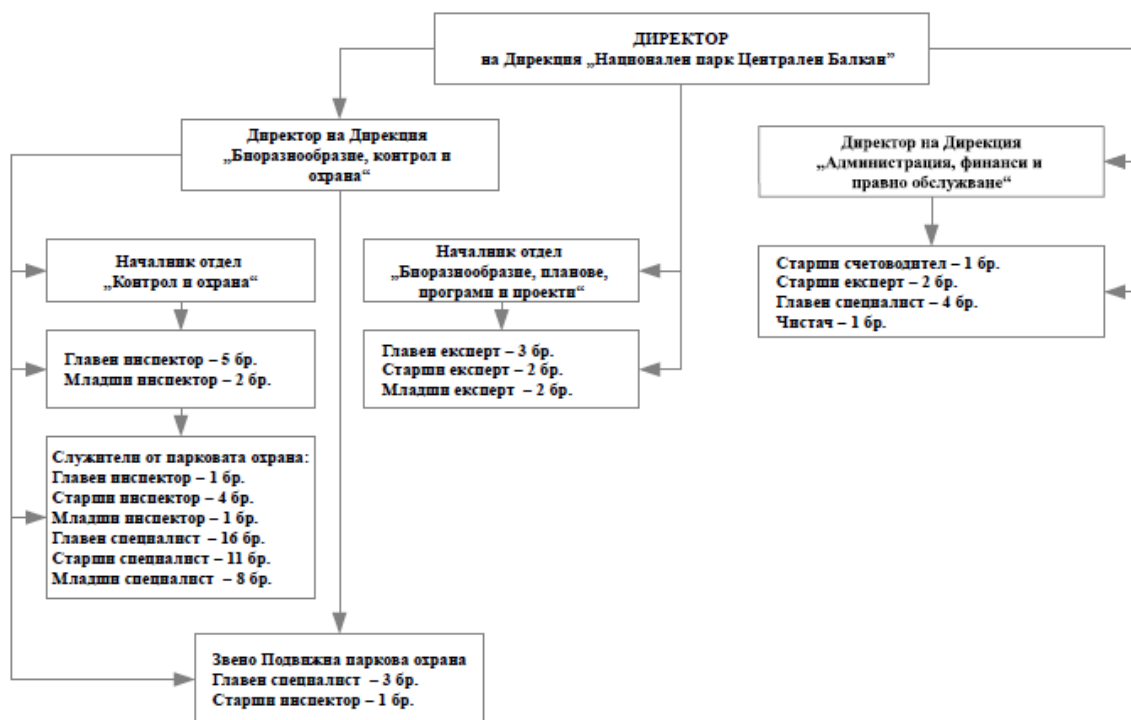 ДИРЕКТОР
на Дирекция „Национален парк Централен Балкан”
Директор на Дирекция
„Биоразнообразие, контрол и
охрана“
Директор на Дирекция
„Администрация, финанси и
правно обслужване“
Началник отдел
„Контрол и охрана“
Началник отдел
„Биоразнообразие, планове,
програми и проекти“
Старши счетоводител – 1 бр.
Старши експерт – 2 бр.
Главен специалист – 4 бр.
Чистач – 1 бр.
Главен инспектор – 5 бр.
Младши инспектор – 2 бр.
Главен експерт – 3 бр.
Старши експерт – 2 бр.
Младши експерт – 2 бр.
Служители от парковата охрана:
Главен инспектор – 1 бр.
Старши инспектор – 4 бр.
Младши инспектор – 1 бр.
Главен специалист – 16 бр.
Старши специалист – 11 бр.
Младши специалист – 8 бр.
Звено Подвижна паркова охрана
Главен специалист – 3 бр.
Старши инспектор – 1 бр.